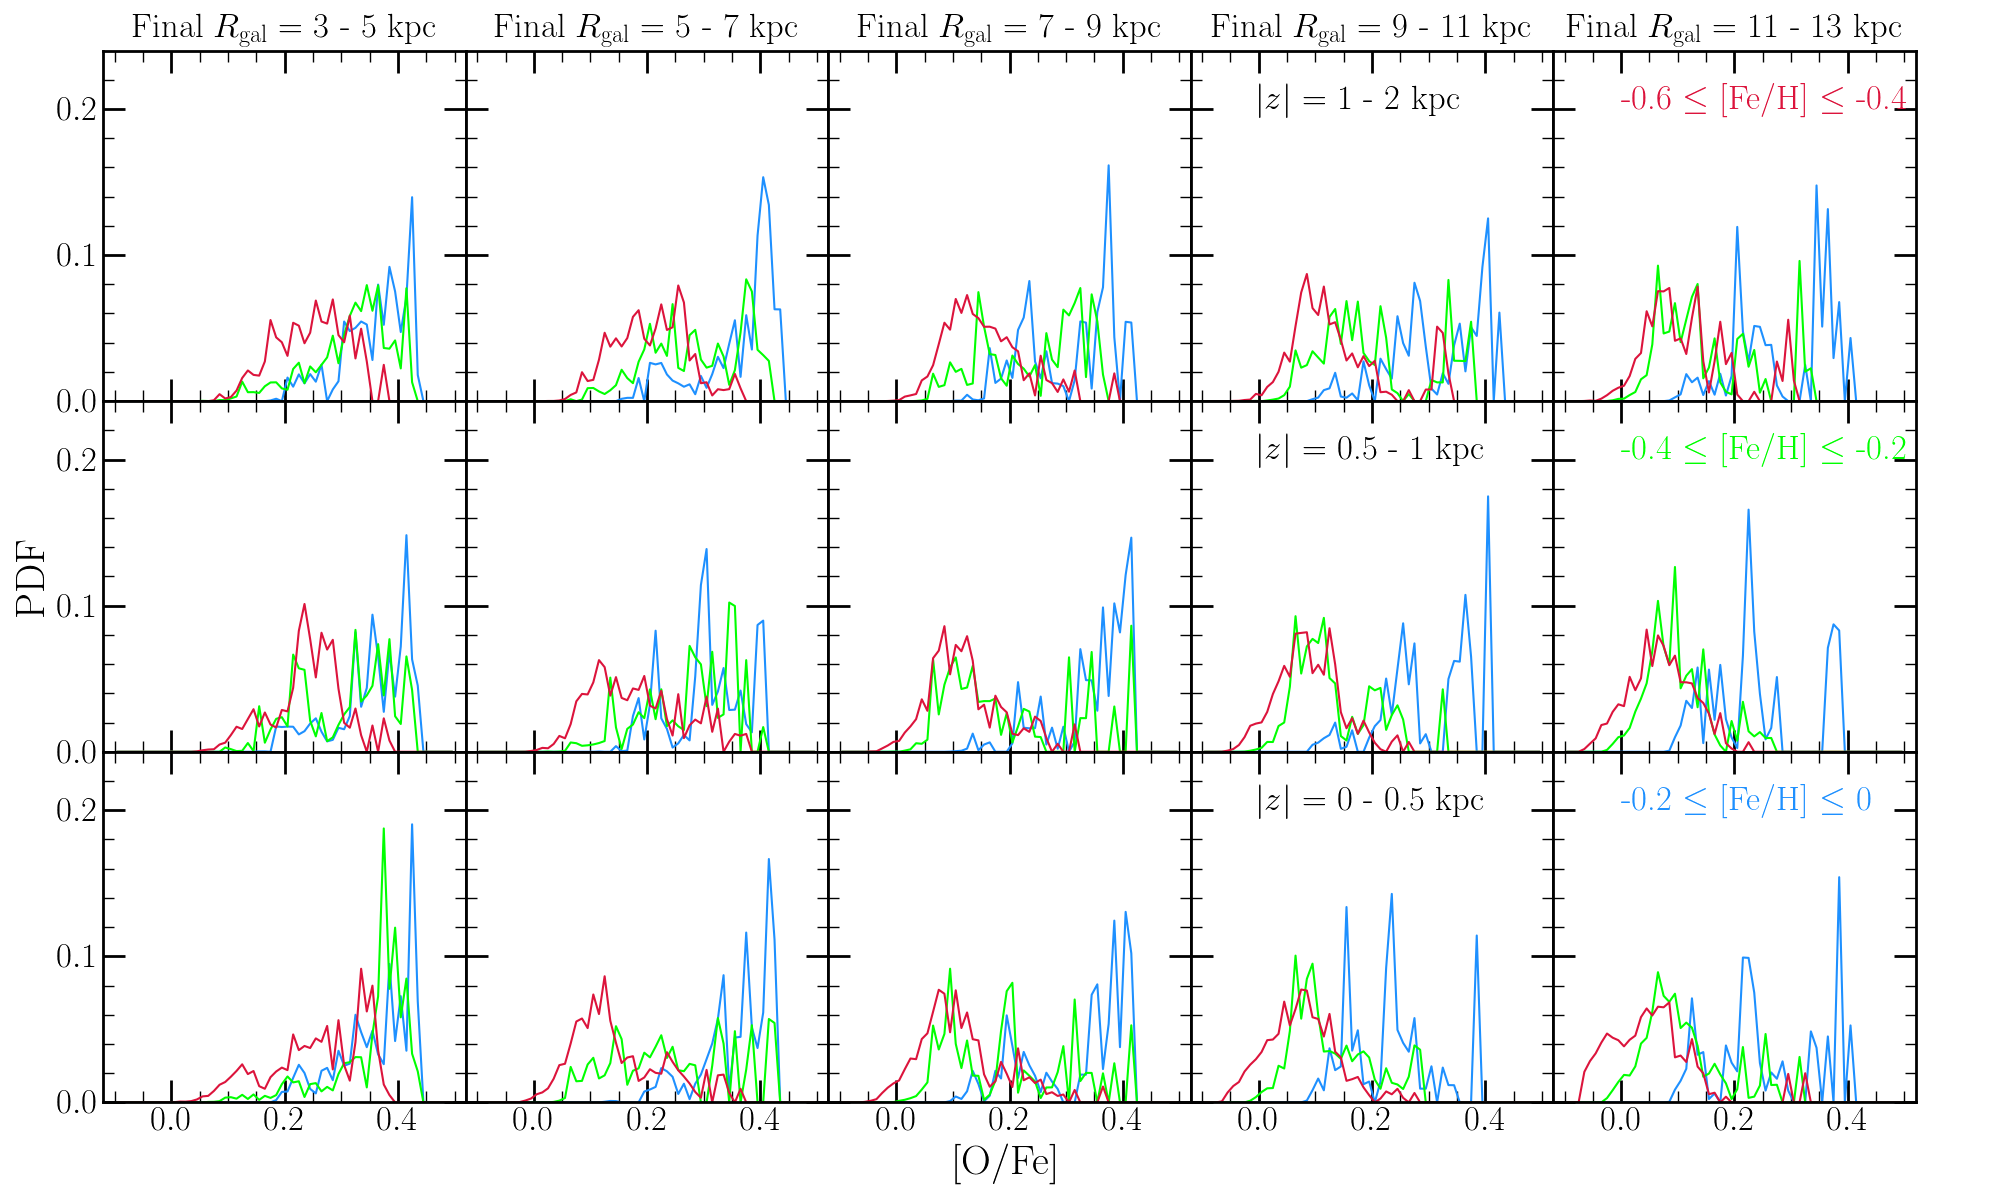 Final R_gal = 3 - 5 kpc
Final R_gal = 5 - 7 kpc
Final R_gal = 7 - 9 kpc
Final R_gal = 9 - 11 kpc
Final R_gal = 11 - 13 kpc
0.2
|z| = 1 - 2 kpc
-0.6 ≤ [Fe/H] ≤ -0.4
0.1
0.0
0.2
|z| = 0.5 - 1 kpc
-0.4 ≤ [Fe/H] ≤ -0.2
PDF
0.1
0.0
0.2
|z| = 0 - 0.5 kpc
-0.2 ≤ [Fe/H] ≤ 0
0.1
0.0
0.0 0.2 0.4 0.0 0.2 0.4 0.0 0.2 0.4 0.0 0.2 0.4 0.0 0.2 0.4
[O/Fe]